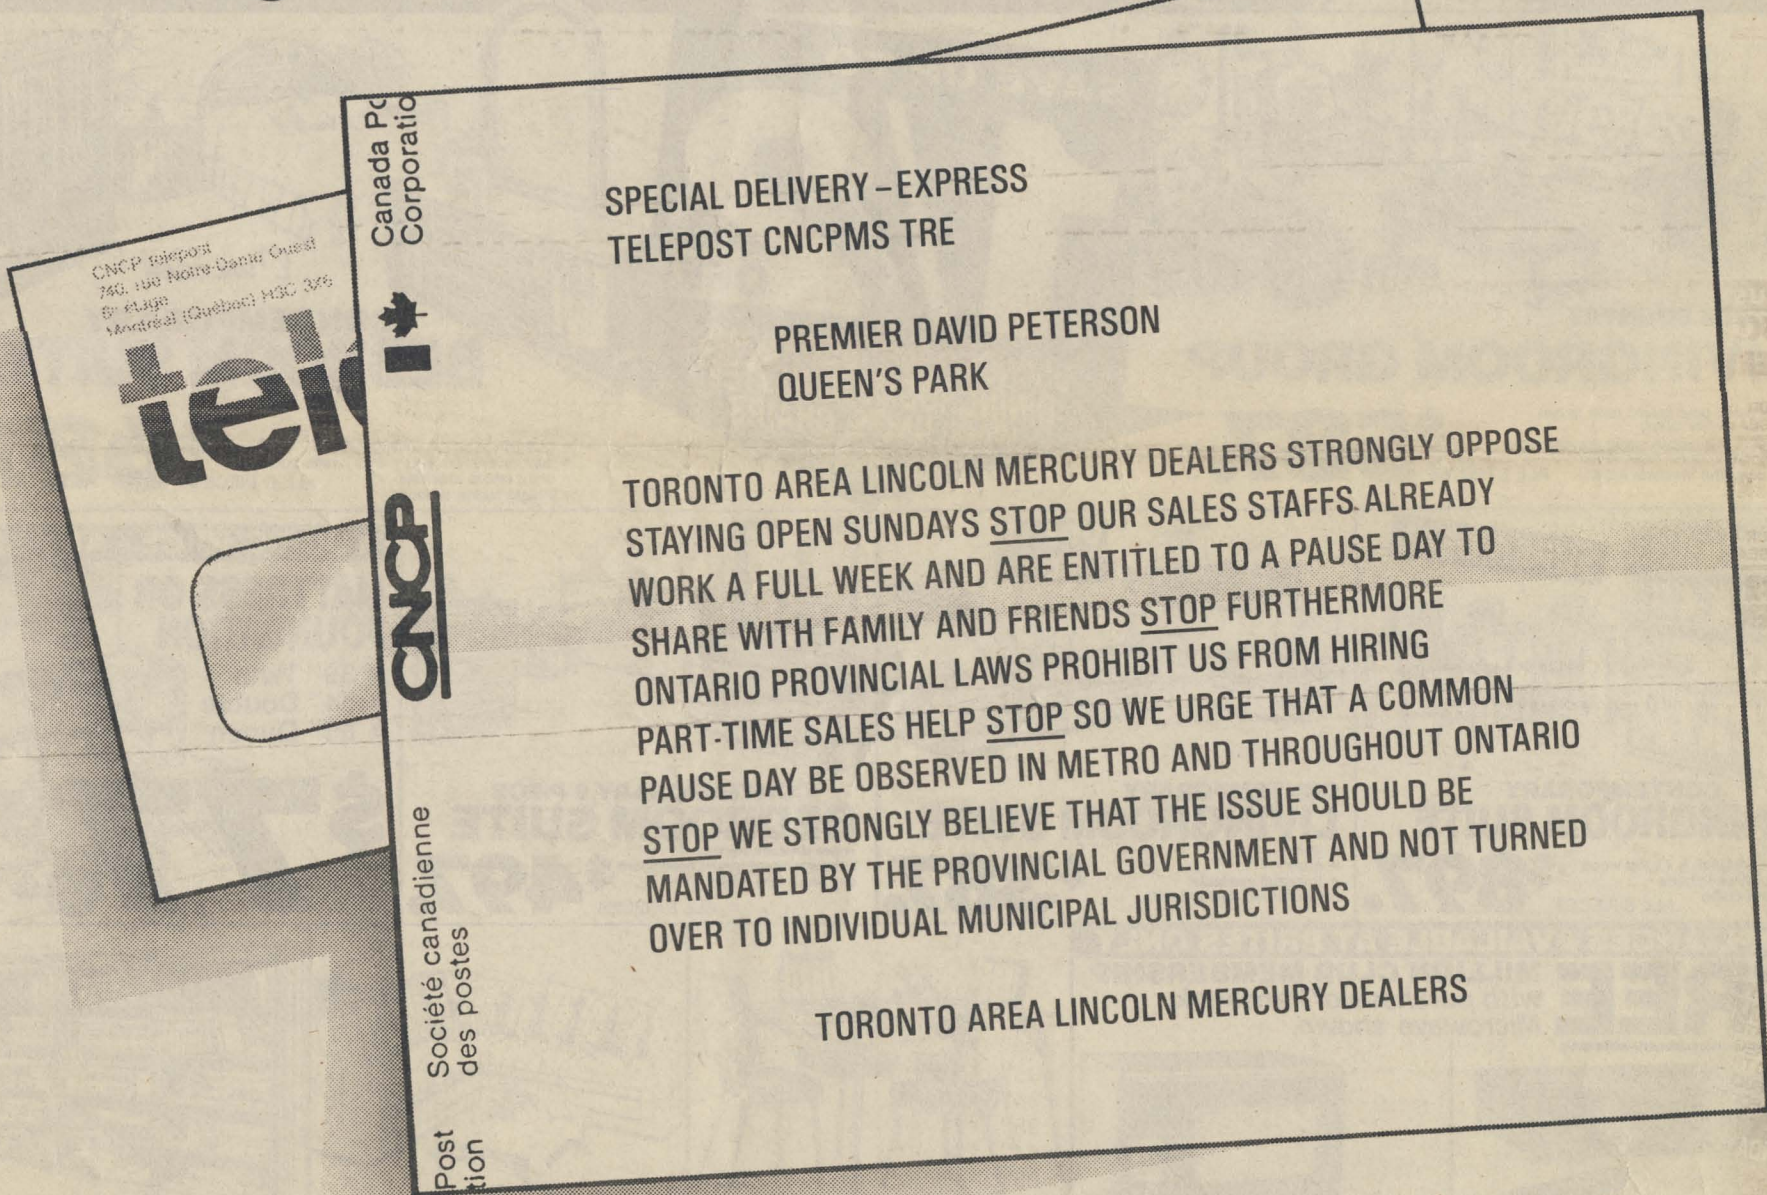 CNCP telepost
740, rue Notre-Dame Ouest
6e étage
Montréal (Québec) H3C 3X6
tele
Canada Po
Corporatio
CNCP
Société canadienne
des postes
Post
tion
SPECIAL DELIVERY – EXPRESS
TELEPOST CNCPMS TRE
PREMIER DAVID PETERSON
QUEEN'S PARK
TORONTO AREA LINCOLN MERCURY DEALERS STRONGLY OPPOSE
STAYING OPEN SUNDAYS STOP OUR SALES STAFFS ALREADY
WORK A FULL WEEK AND ARE ENTITLED TO A PAUSE DAY TO
SHARE WITH FAMILY AND FRIENDS STOP FURTHERMORE
ONTARIO PROVINCIAL LAWS PROHIBIT US FROM HIRING
PART-TIME SALES HELP STOP SO WE URGE THAT A COMMON
PAUSE DAY BE OBSERVED IN METRO AND THROUGHOUT ONTARIO
STOP WE STRONGLY BELIEVE THAT THE ISSUE SHOULD BE
MANDATED BY THE PROVINCIAL GOVERNMENT AND NOT TURNED
OVER TO INDIVIDUAL MUNICIPAL JURISDICTIONS
TORONTO AREA LINCOLN MERCURY DEALERS